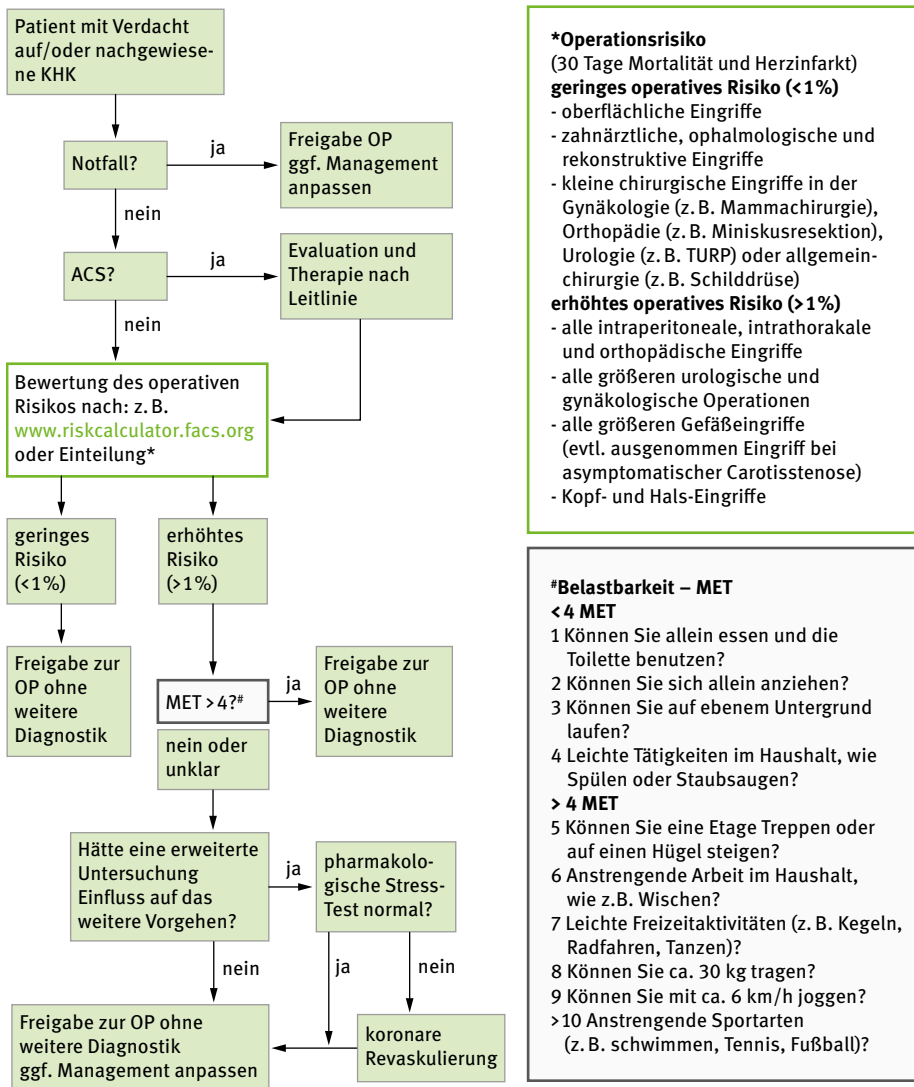 Patient mit Verdacht
auf/oder nachgewiese-
ne KHK
Notfall?
ja
Freigabe OP
ggf. Management
anpassen
nein
ACS?
ja
Evaluation und
Therapie nach
Leitlinie
nein
Bewertung des operativen
Risikos nach: z. B.
www.riskcalculator.facs.org
oder Einteilung*
geringes
Risiko
(<1%)
erhöhtes
Risiko
(>1%)
Freigabe zur
OP ohne
weitere
Diagnostik
MET > 4?#
ja
Freigabe zur
OP ohne
weitere
Diagnostik
nein oder
unklar
Hätte eine erweiterte
Untersuchung
Einfluss auf das
weitere Vorgehen?
ja
pharmakolo-
gische Stress-
Test normal?
nein
ja
nein
Freigabe zur OP ohne
weitere Diagnostik
ggf. Management anpassen
koronare
Revaskulierung
*Operationsrisiko
(30 Tage Mortalität und Herzinfarkt)
geringes operatives Risiko (<1%)
- oberflächliche Eingriffe
- zahnärztliche, ophalmologische und
rekonstruktive Eingriffe
- kleine chirurgische Eingriffe in der
Gynäkologie (z. B. Mammachirurgie),
Orthopädie (z. B. Miniskusresektion),
Urologie (z. B. TURP) oder allgemein-
chirurgie (z. B. Schilddrüse)
erhöhtes operatives Risiko (>1%)
- alle intraperitoneale, intrathorakale
und orthopädische Eingriffe
- alle größeren urologische und
gynäkologische Operationen
- alle größeren Gefäßeingriffe
(evtl. ausgenommen Eingriff bei
asymptomatischer Carotisstenose)
- Kopf- und Hals-Eingriffe
#Belastbarkeit – MET
< 4 MET
1 Können Sie allein essen und die
Toilette benutzen?
2 Können Sie sich allein anziehen?
3 Können Sie auf ebenem Untergrund
laufen?
4 Leichte Tätigkeiten im Haushalt, wie
Spülen oder Staubsaugen?
> 4 MET
5 Können Sie eine Etage Treppen oder
auf einen Hügel steigen?
6 Anstrengende Arbeit im Haushalt,
wie z.B. Wischen?
7 Leichte Freizeitaktivitäten (z. B. Kegeln,
Radfahren, Tanzen)?
8 Können Sie ca. 30 kg tragen?
9 Können Sie mit ca. 6 km/h joggen?
>10 Anstrengende Sportarten
(z. B. schwimmen, Tennis, Fußball)?